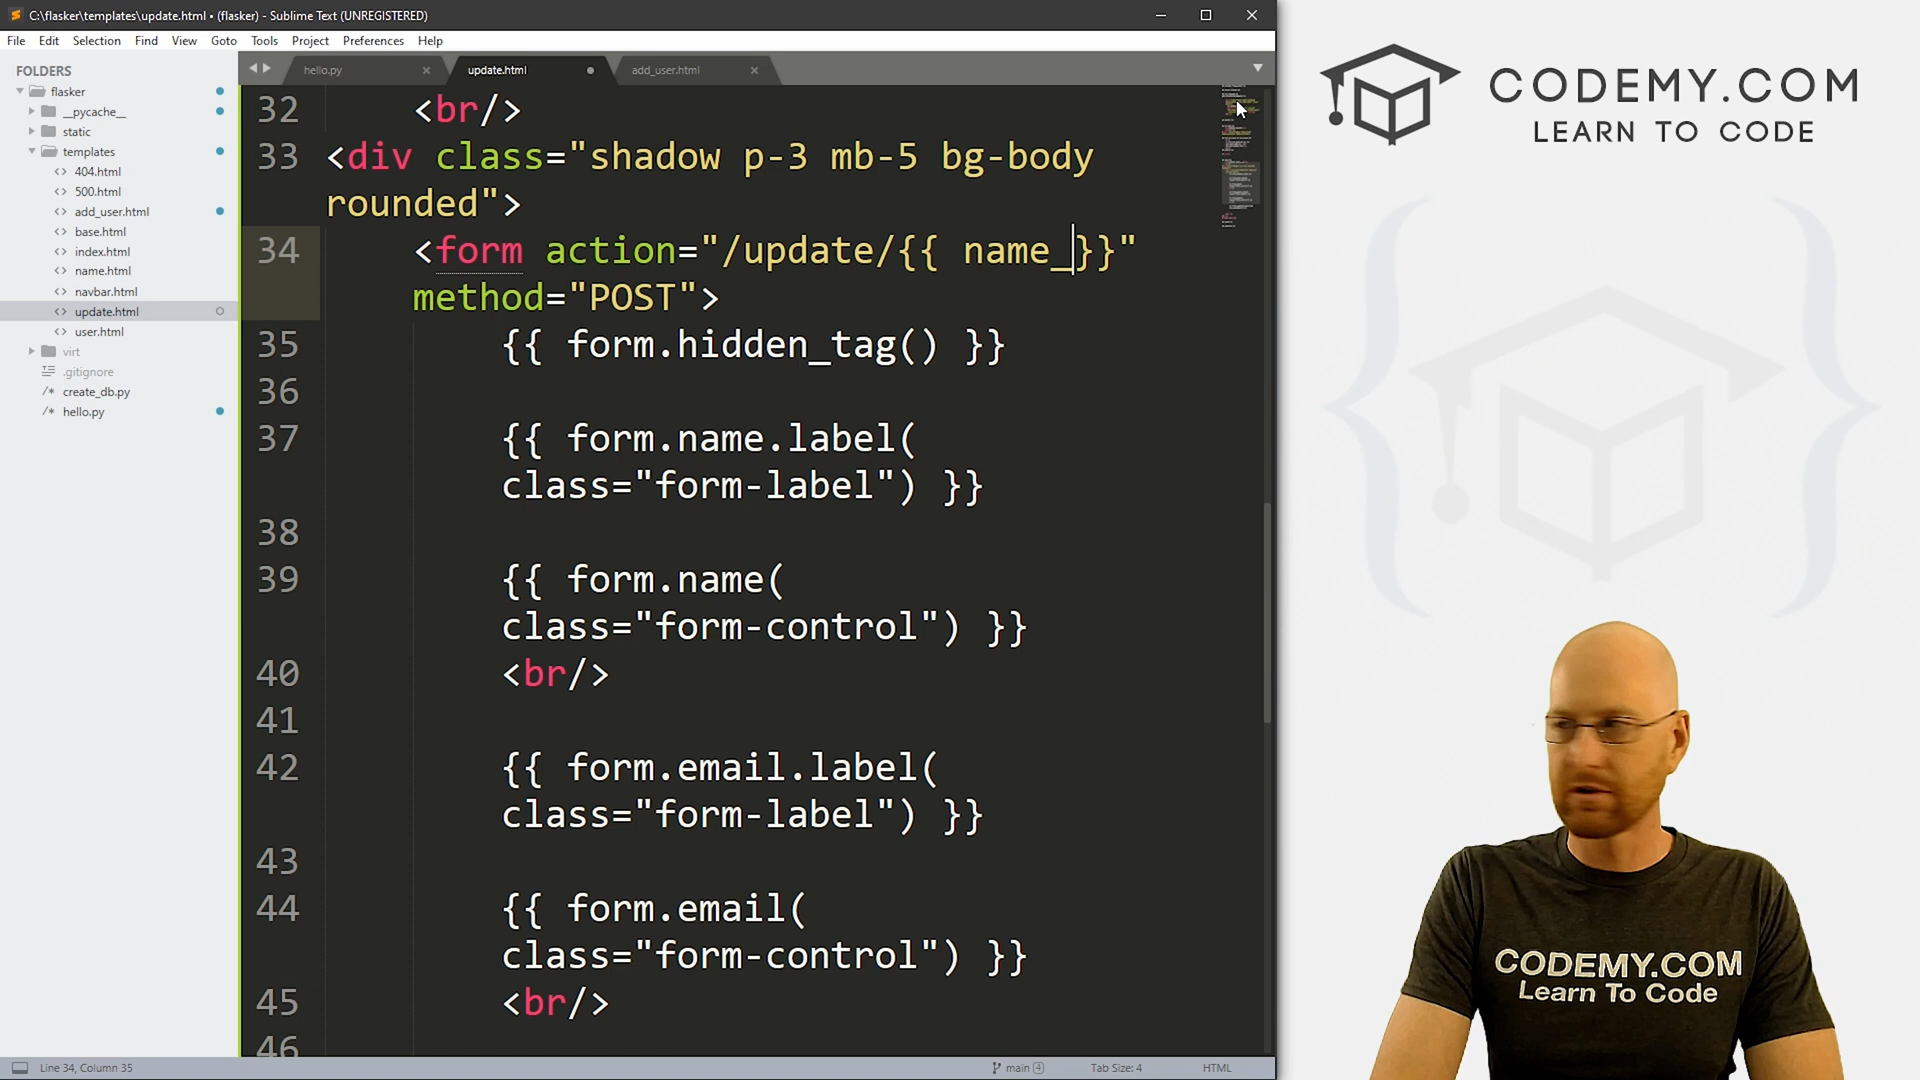 C:\flasker\templates\update.html • (flasker) - Sublime Text (UNREGISTERED)
File Edit Selection Find View Goto Tools Project Preferences Help
FOLDERS
flasker
__pycache__
static
templates
404.html
500.html
add_user.html
base.html
index.html
name.html
navbar.html
update.html
user.html
virt
.gitignore
create_db.py
hello.py
hello.py update.html add_user.html
32 <br/>
33 <div class="shadow p-3 mb-5 bg-body
rounded">
34 <form action="/update/{{ name_}}"
method="POST">
35 {{ form.hidden_tag() }}
36
37 {{ form.name.label(
class="form-label") }}
38
39 {{ form.name(
class="form-control") }}
40 <br/>
41
42 {{ form.email.label(
class="form-label") }}
43
44 {{ form.email(
class="form-control") }}
45 <br/>
46
Line 34, Column 35 main 4 Tab Size: 4 HTML
CODEMY.COM
LEARN TO CODE
CODEMY.COM
Learn To Code